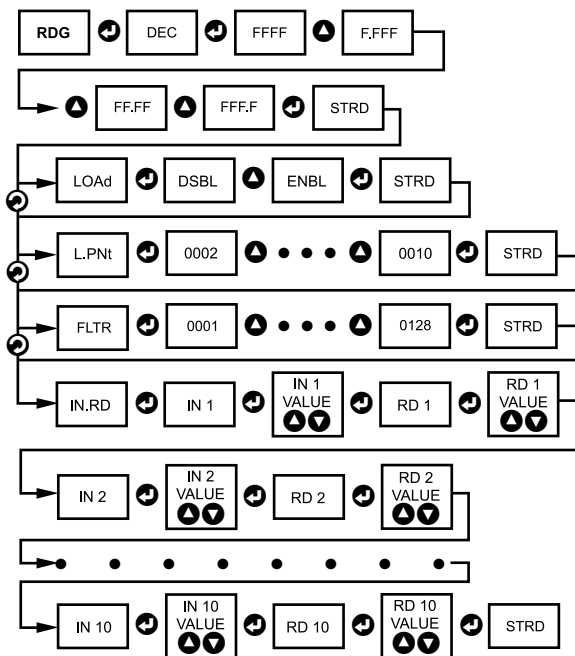 RDG DEC FFFF F.FFF
FF.FF FFF.F STRD
LOAd DSBL ENBL STRD
L.PNt 0002 0010 STRD
FLTR 0001 0128 STRD
IN.RD IN 1 IN 1 VALUE RD 1 RD 1 VALUE
IN 2 IN 2 VALUE RD 2 RD 2 VALUE
IN 10 IN 10 VALUE RD 10 RD 10 VALUE STRD